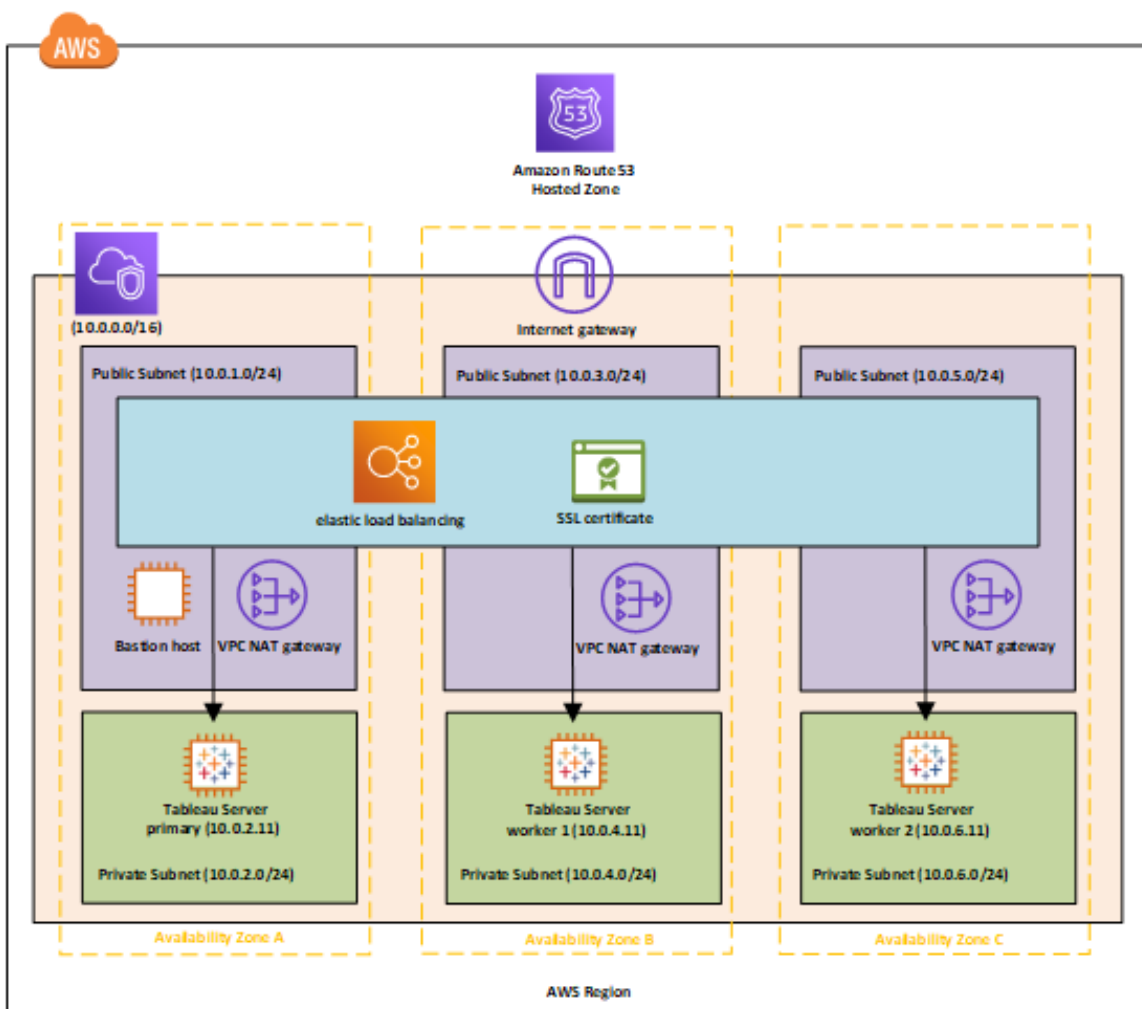 AWS
53
Amazon Route 53
Hosted Zone
(10.0.0.0/16)
Internet gateway
Public Subnet (10.0.1.0/24)
Public Subnet (10.0.3.0/24)
Public Subnet (10.0.5.0/24)
elastic load balancing
SSL certificate
Bastion host
VPC NAT gateway
VPC NAT gateway
VPC NAT gateway
Tableau Server
primary (10.0.2.11)
Tableau Server
worker 1 (10.0.4.11)
Tableau Server
worker 2 (10.0.6.11)
Private Subnet (10.0.2.0/24)
Private Subnet (10.0.4.0/24)
Private Subnet (10.0.6.0/24)
Availability Zone A
Availability Zone B
Availability Zone C
AWS Region